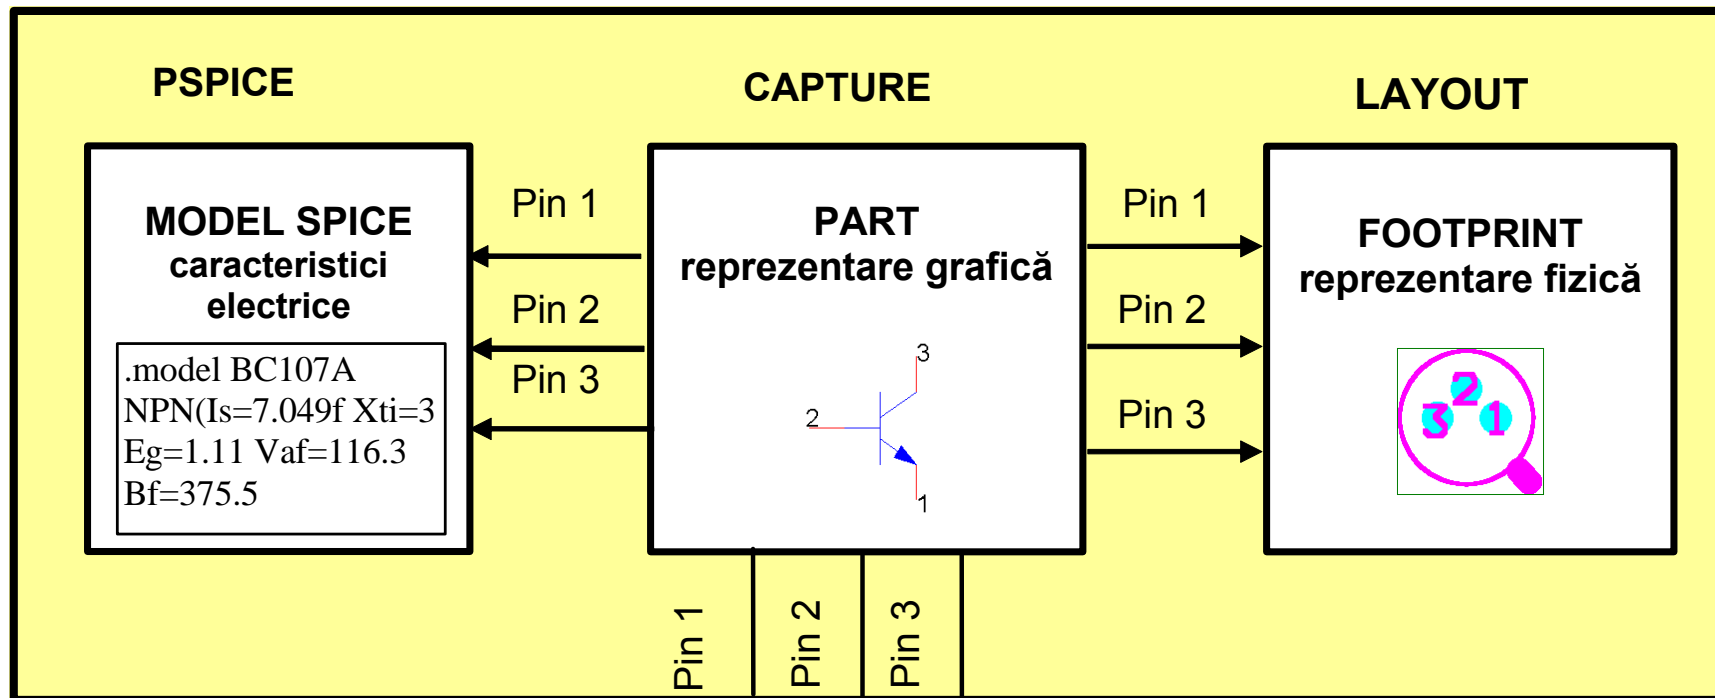 PSPICE
CAPTURE
LAYOUT
MODEL SPICE
caracteristici
electrice
.model BC107A
NPN(Is=7.049f Xti=3
Eg=1.11 Vaf=116.3
Bf=375.5
Pin 1
Pin 2
Pin 3
PART
reprezentare grafică
3
2
1
Pin 1
Pin 2
Pin 3
FOOTPRINT
reprezentare fizică
2
3 1
Pin 1
Pin 2
Pin 3